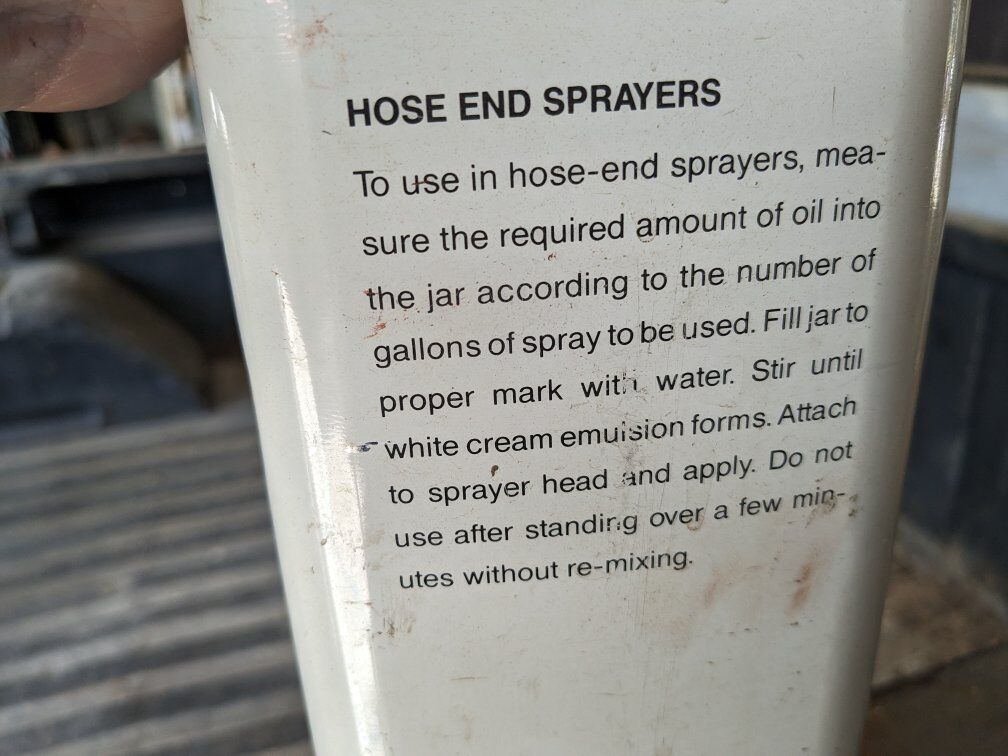 HOSE END SPRAYERS
To use in hose-end sprayers, mea-
sure the required amount of oil into
the jar according to the number of
gallons of spray to be used. Fill jar to
proper mark with water. Stir until
white cream emulsion forms. Attach
to sprayer head and apply. Do not
use after standing over a few min-
utes without re-mixing.